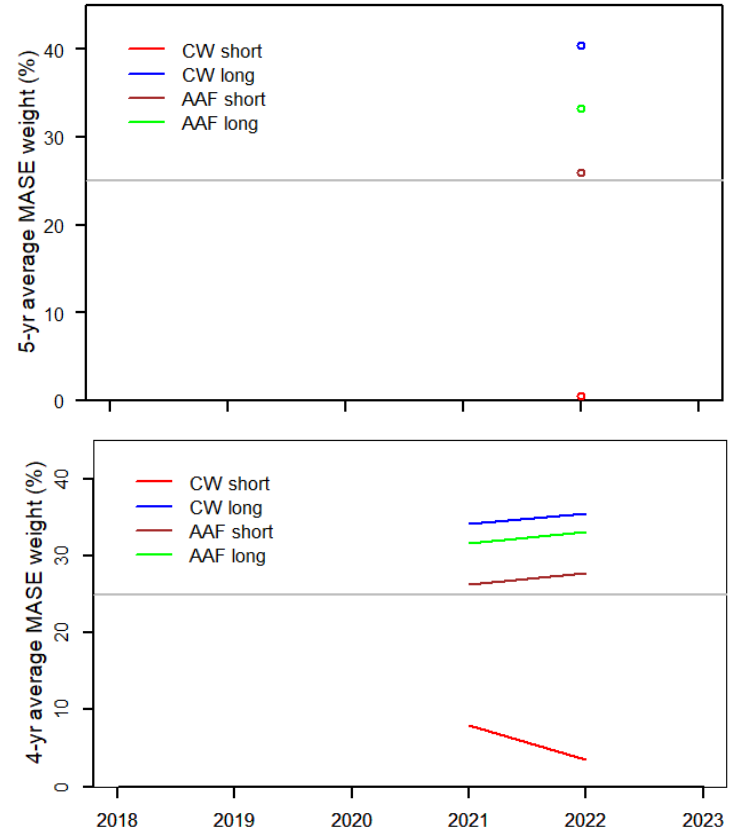 5-yr average MASE weight (%)
40
30
20
10
0
CW short
CW long
AAF short
AAF long
4-yr average MASE weight (%)
40
30
20
10
0
CW short
CW long
AAF short
AAF long
2018 2019 2020 2021 2022 2023